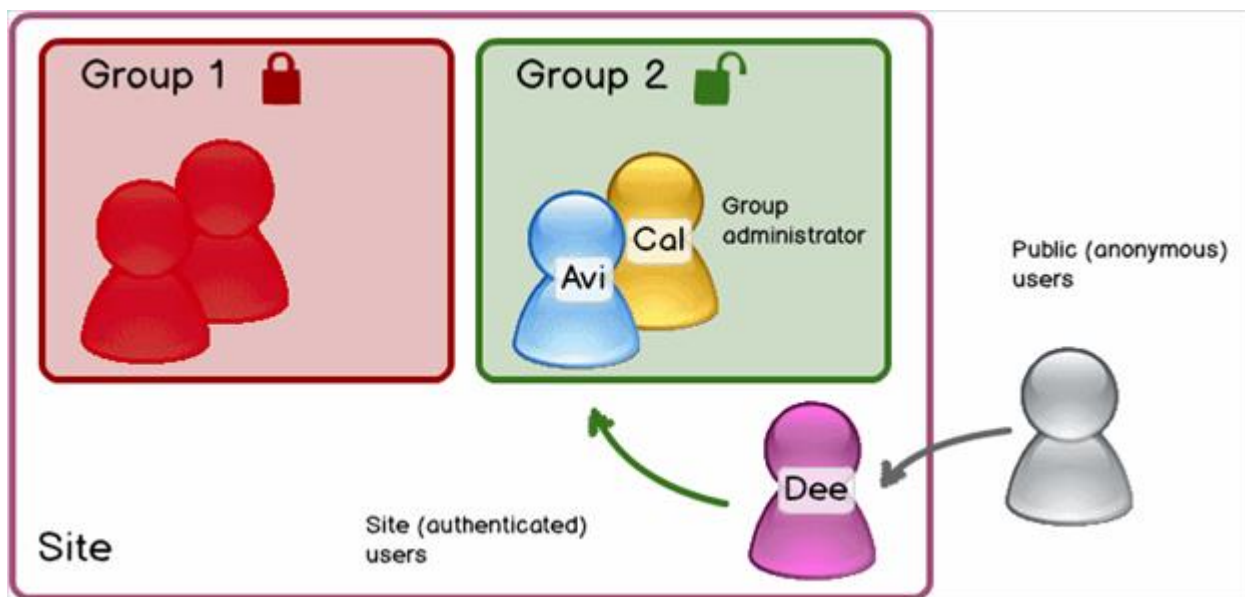 Group 1
Group 2
Cal
Avi
Group
administrator
Public (anonymous)
users
Dee
Site (authenticated)
users
Site